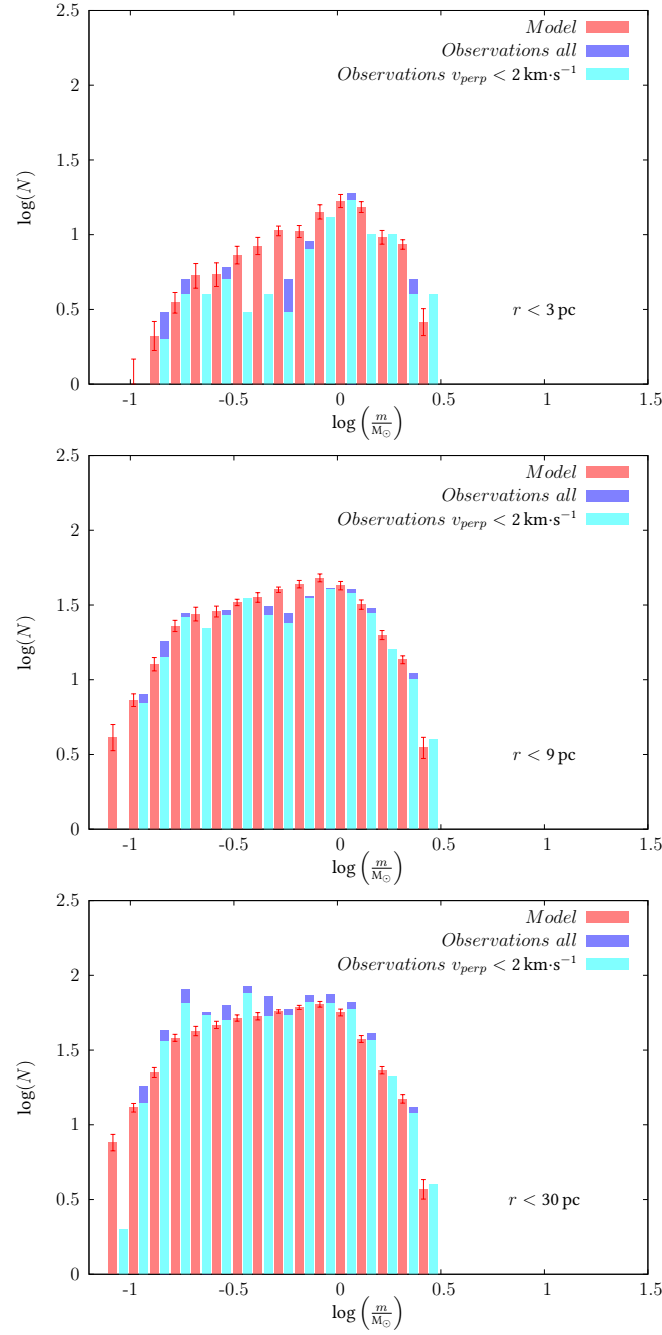 2.5
2
1.5
1
0.5
0
log(N)
Model
Observations all
Observations v_perp < 2 km·s⁻¹
r < 3 pc
-1 -0.5 0 0.5 1 1.5
log (m/M⊙)
2.5
2
1.5
1
0.5
0
log(N)
Model
Observations all
Observations v_perp < 2 km·s⁻¹
r < 9 pc
-1 -0.5 0 0.5 1 1.5
log (m/M⊙)
2.5
2
1.5
1
0.5
0
log(N)
Model
Observations all
Observations v_perp < 2 km·s⁻¹
r < 30 pc
-1 -0.5 0 0.5 1 1.5
log (m/M⊙)